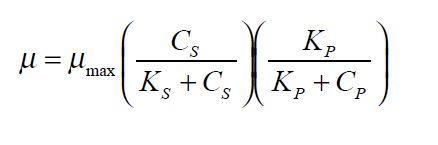 μ = μ_max (C_S / (K_S + C_S)) (K_P / (K_P + C_P))